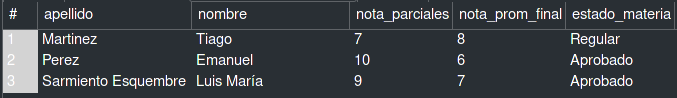 # apellido nombre nota_parciales nota_prom_final estado_materia
1 Martinez Tiago 7 8 Regular
2 Perez Emanuel 10 6 Aprobado
3 Sarmiento Esquembre Luis María 9 7 Aprobado